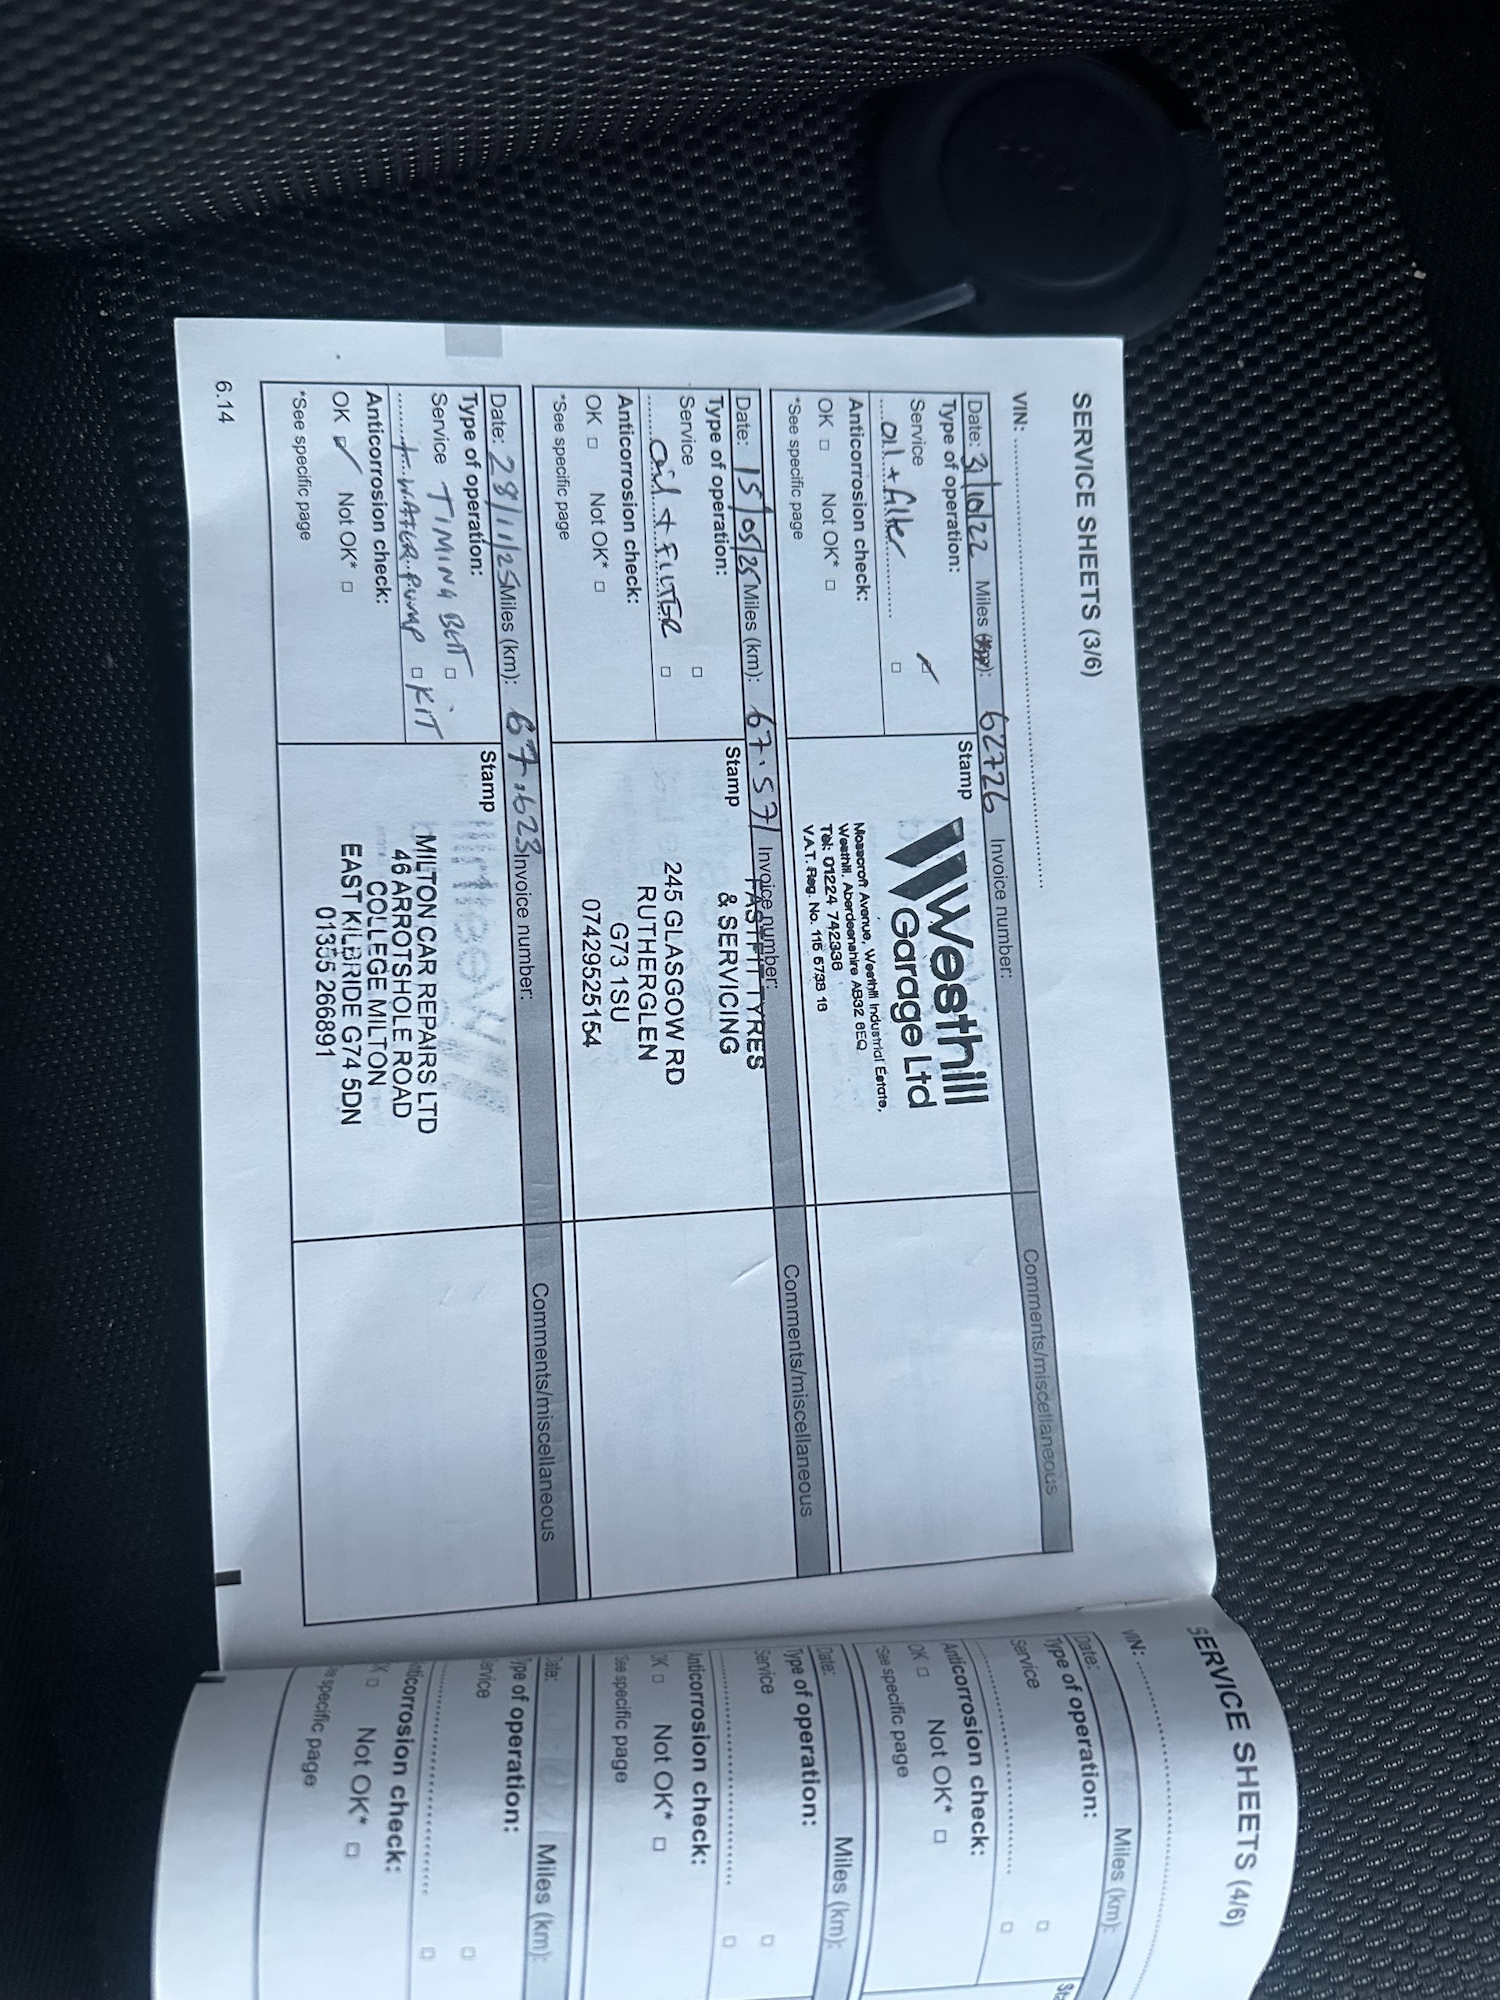 SERVICE SHEETS (3/6)
VIN:
Date: 31/10/22 Miles (km): 62726 Invoice number: Comments/miscellaneous
Type of operation:
Service
oil + filter
Anticorrosion check:
OK Not OK*
*See specific page
Stamp
Westhill
Garage Ltd
Mosscroft Avenue, Westhill Industrial Estate,
Westhill, Aberdeenshire AB32 6EQ
Tel: 01224 742338
V.A.T. Reg. No. 115 5738 18
Date: 15/05/25 Miles (km): 67.571 Invoice number: Comments/miscellaneous
Type of operation:
Service
oil + FILTER
Anticorrosion check:
OK Not OK*
*See specific page
Stamp
FASTFIT TYRES
& SERVICING
245 GLASGOW RD
RUTHERGLEN
G73 1SU
07429525154
Date: 28/11/25 Miles (km): 67.623 Invoice number: Comments/miscellaneous
Type of operation:
Service TIMING BELT
+ WATER PUMP KIT
Anticorrosion check:
OK Not OK*
*See specific page
Stamp
MILTON CAR REPAIRS LTD
46 ARROTSHOLE ROAD
COLLEGE MILTON
EAST KILBRIDE G74 5DN
01355 266891
6.14
SERVICE SHEETS (4/6)
VIN:
Date: Miles (km):
Type of operation:
Service
Anticorrosion check:
OK Not OK*
*See specific page
Date: Miles (km):
Type of operation:
Service
Anticorrosion check:
OK Not OK*
*See specific page
Date: Miles (km):
Type of operation:
Service
Anticorrosion check:
OK Not OK*
*See specific page